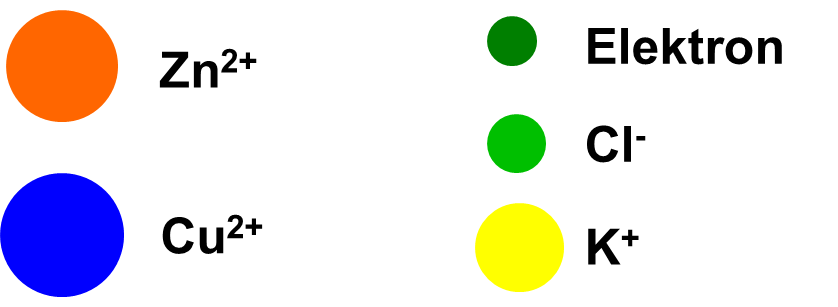 Zn²⁺
Cu²⁺
Elektron
Cl⁻
K⁺